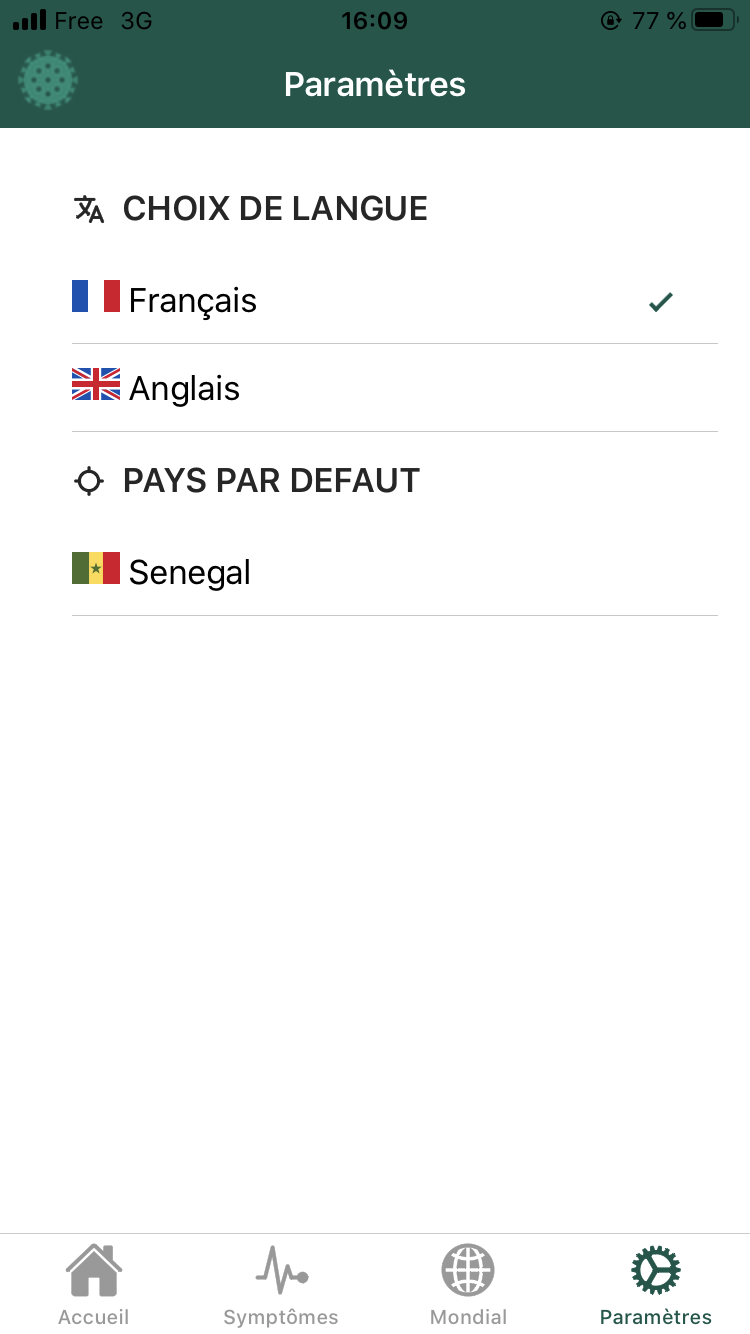 Free 3G 16:09 77 %
Paramètres
CHOIX DE LANGUE
Français
Anglais
PAYS PAR DEFAUT
Senegal
Accueil Symptômes Mondial Paramètres